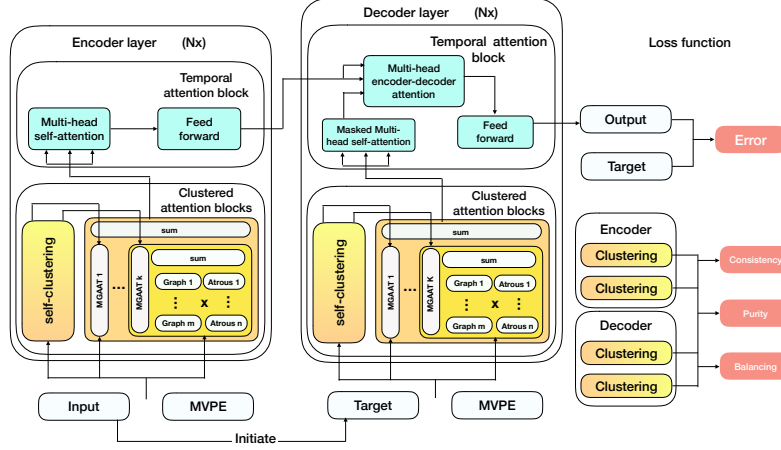 Encoder layer (Nx)
Temporal
attention block
Multi-head
self-attention
Feed
forward
Clustered
attention blocks
self-clustering
sum
MGAAT 1
...
MGAAT k
sum
Graph 1
Atrous 1
⋮ x ⋮
Graph m
Atrous n
Input
MVPE
Initiate
Decoder layer (Nx)
Temporal attention
block
Multi-head
encoder-decoder
attention
Masked Multi-
head self-attention
Feed
forward
Clustered
attention blocks
self-clustering
sum
MGAAT 1
...
MGAAT K
sum
Graph 1
Atrous 1
⋮ x ⋮
Graph m
Atrous n
Target
MVPE
Loss function
Output
Target
Error
Encoder
Clustering
Clustering
Decoder
Clustering
Clustering
Consistency
Purity
Balancing